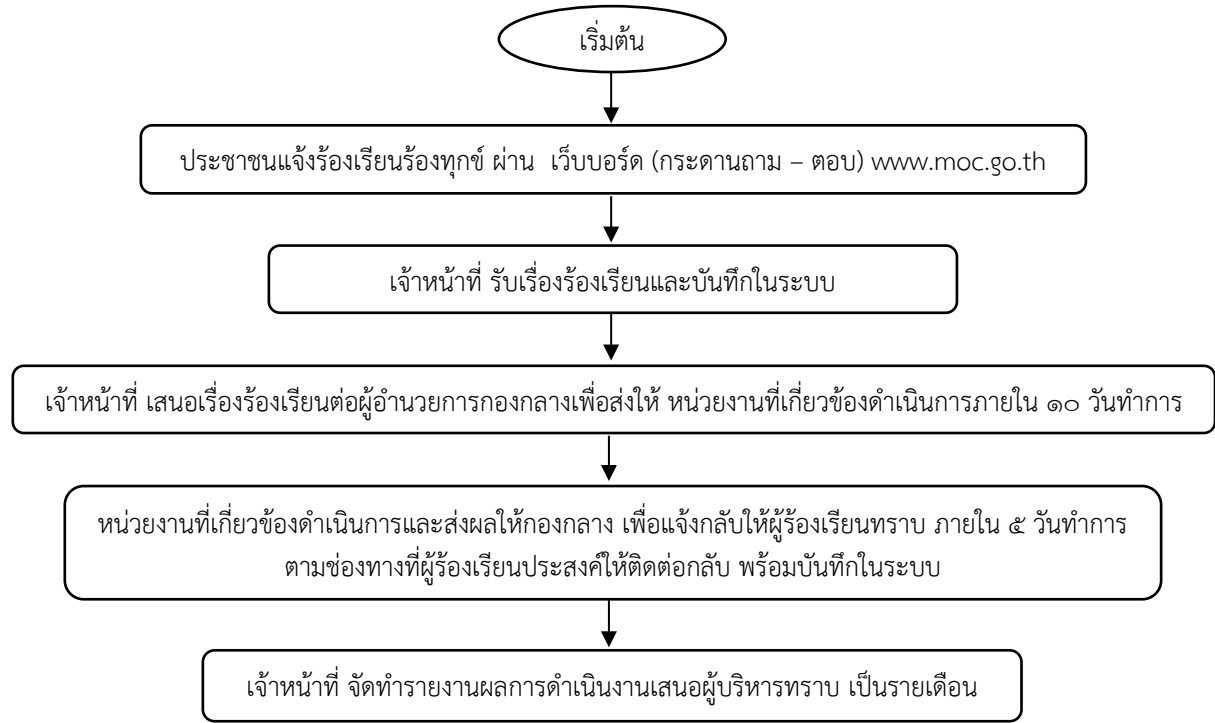 เริ่มต้น
ประชาชนแจ้งร้องเรียนร้องทุกข์ ผ่าน เว็บบอร์ด (กระดานถาม – ตอบ) www.moc.go.th
เจ้าหน้าที่ รับเรื่องร้องเรียนและบันทึกในระบบ
เจ้าหน้าที่ เสนอเรื่องร้องเรียนต่อผู้อำนวยการกองกลางเพื่อส่งให้ หน่วยงานที่เกี่ยวข้องดำเนินการภายใน ๑๐ วันทำการ
หน่วยงานที่เกี่ยวข้องดำเนินการและส่งผลให้กองกลาง เพื่อแจ้งกลับให้ผู้ร้องเรียนทราบ ภายใน ๕ วันทำการ
ตามช่องทางที่ผู้ร้องเรียนประสงค์ให้ติดต่อกลับ พร้อมบันทึกในระบบ
เจ้าหน้าที่ จัดทำรายงานผลการดำเนินงานเสนอผู้บริหารทราบ เป็นรายเดือน